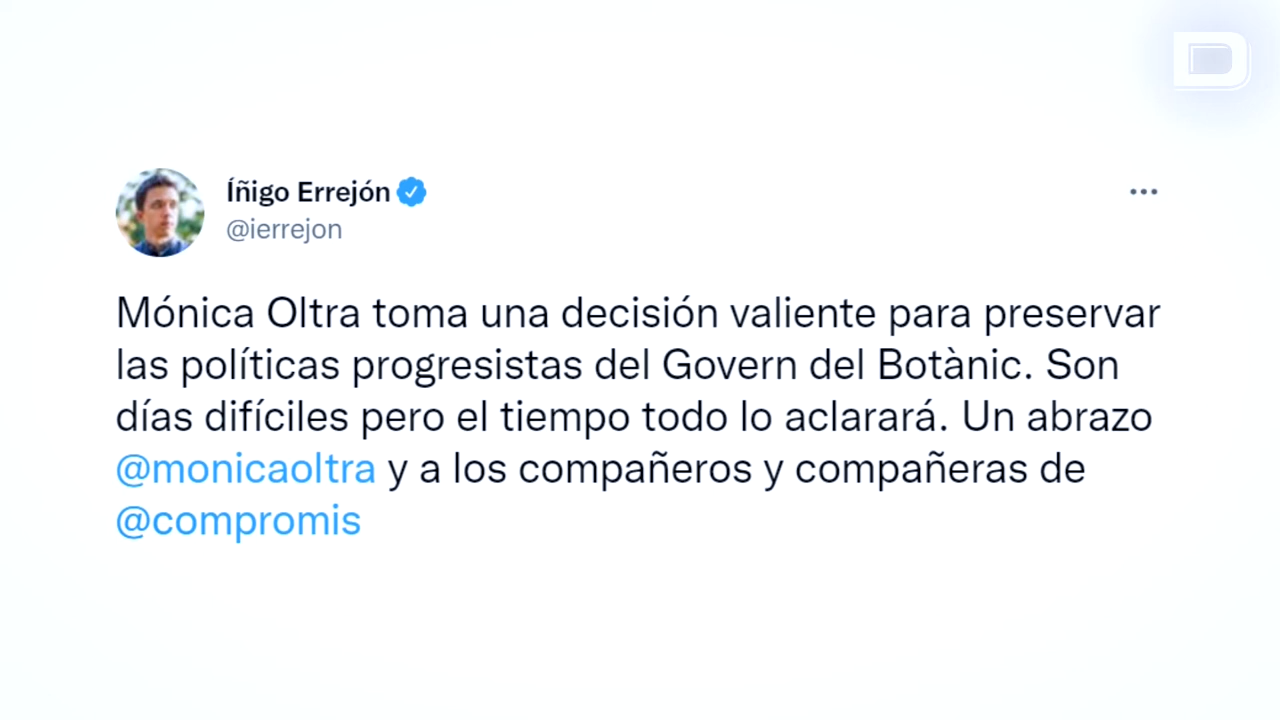 Íñigo Errejón
@ierrejon
Mónica Oltra toma una decisión valiente para preservar
las políticas progresistas del Govern del Botànic. Son
días difíciles pero el tiempo todo lo aclarará. Un abrazo
@monicaoltra y a los compañeros y compañeras de
@compromis
D